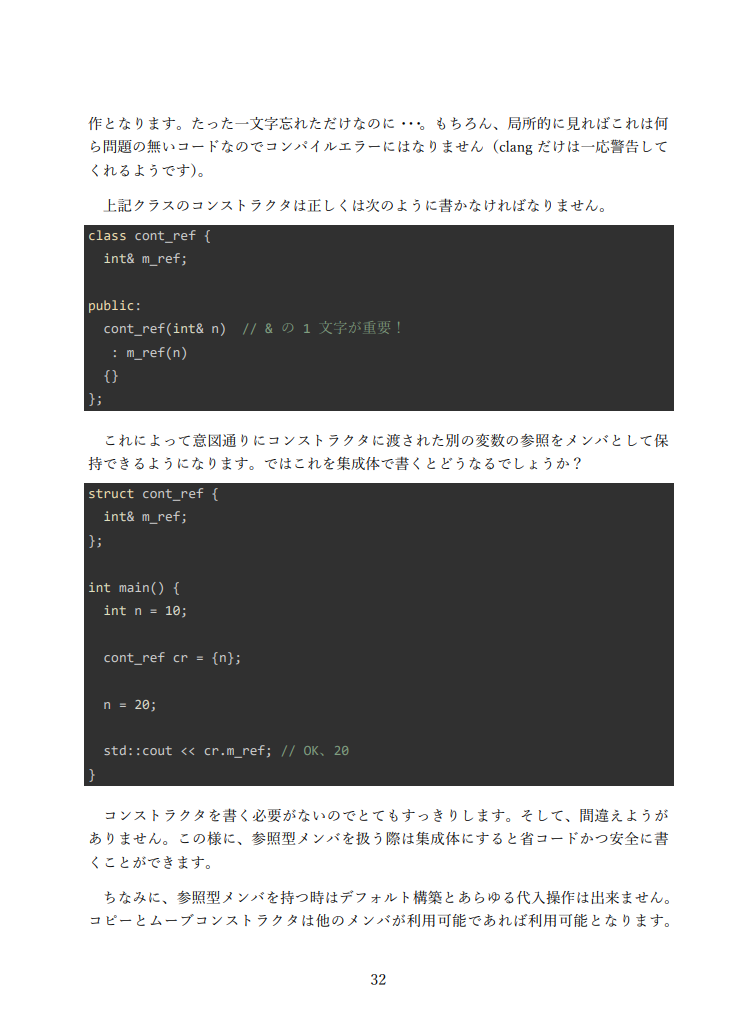 作となります。たった一文字忘れただけなのに ･･･。もちろん、局所的に見ればこれは何
ら問題の無いコードなのでコンパイルエラーにはなりません（clang だけは一応警告して
くれるようです）。
上記クラスのコンストラクタは正しくは次のように書かなければなりません。
class cont_ref {
  int& m_ref;

public:
  cont_ref(int& n)  // & の 1 文字が重要！
   : m_ref(n)
  {}
};
これによって意図通りにコンストラクタに渡された別の変数の参照をメンバとして保
持できるようになります。ではこれを集成体で書くとどうなるでしょうか？
struct cont_ref {
  int& m_ref;
};

int main() {
  int n = 10;

  cont_ref cr = {n};

  n = 20;

  std::cout << cr.m_ref; // OK、20
}
コンストラクタを書く必要がないのでとてもすっきりします。そして、間違えようが
ありません。この様に、参照型メンバを扱う際は集成体にすると省コードかつ安全に書
くことができます。
ちなみに、参照型メンバを持つ時はデフォルト構築とあらゆる代入操作は出来ません。
コピーとムーブコンストラクタは他のメンバが利用可能であれば利用可能となります。
32